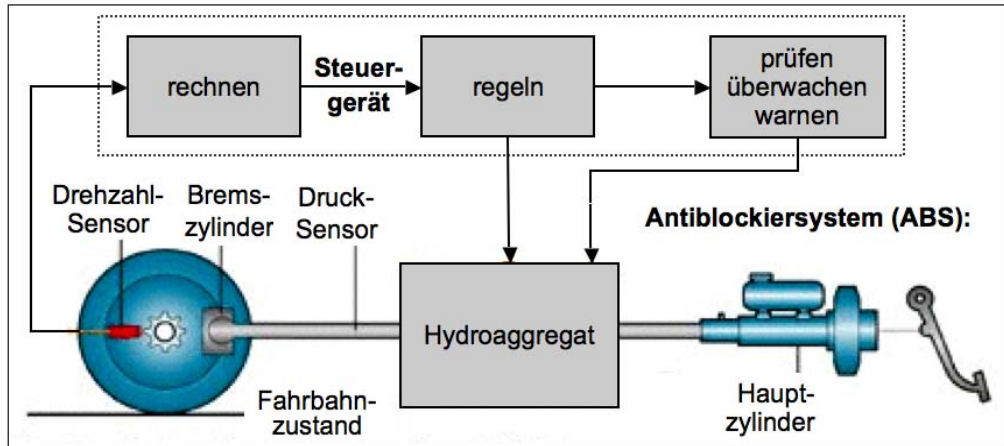 rechnen
Steuer-
gerät
regeln
prüfen
überwachen
warnen
Drehzahl-
Sensor
Brems-
zylinder
Druck-
Sensor
Antiblockiersystem (ABS):
Hydroaggregat
Fahrbahn-
zustand
Haupt-
zylinder